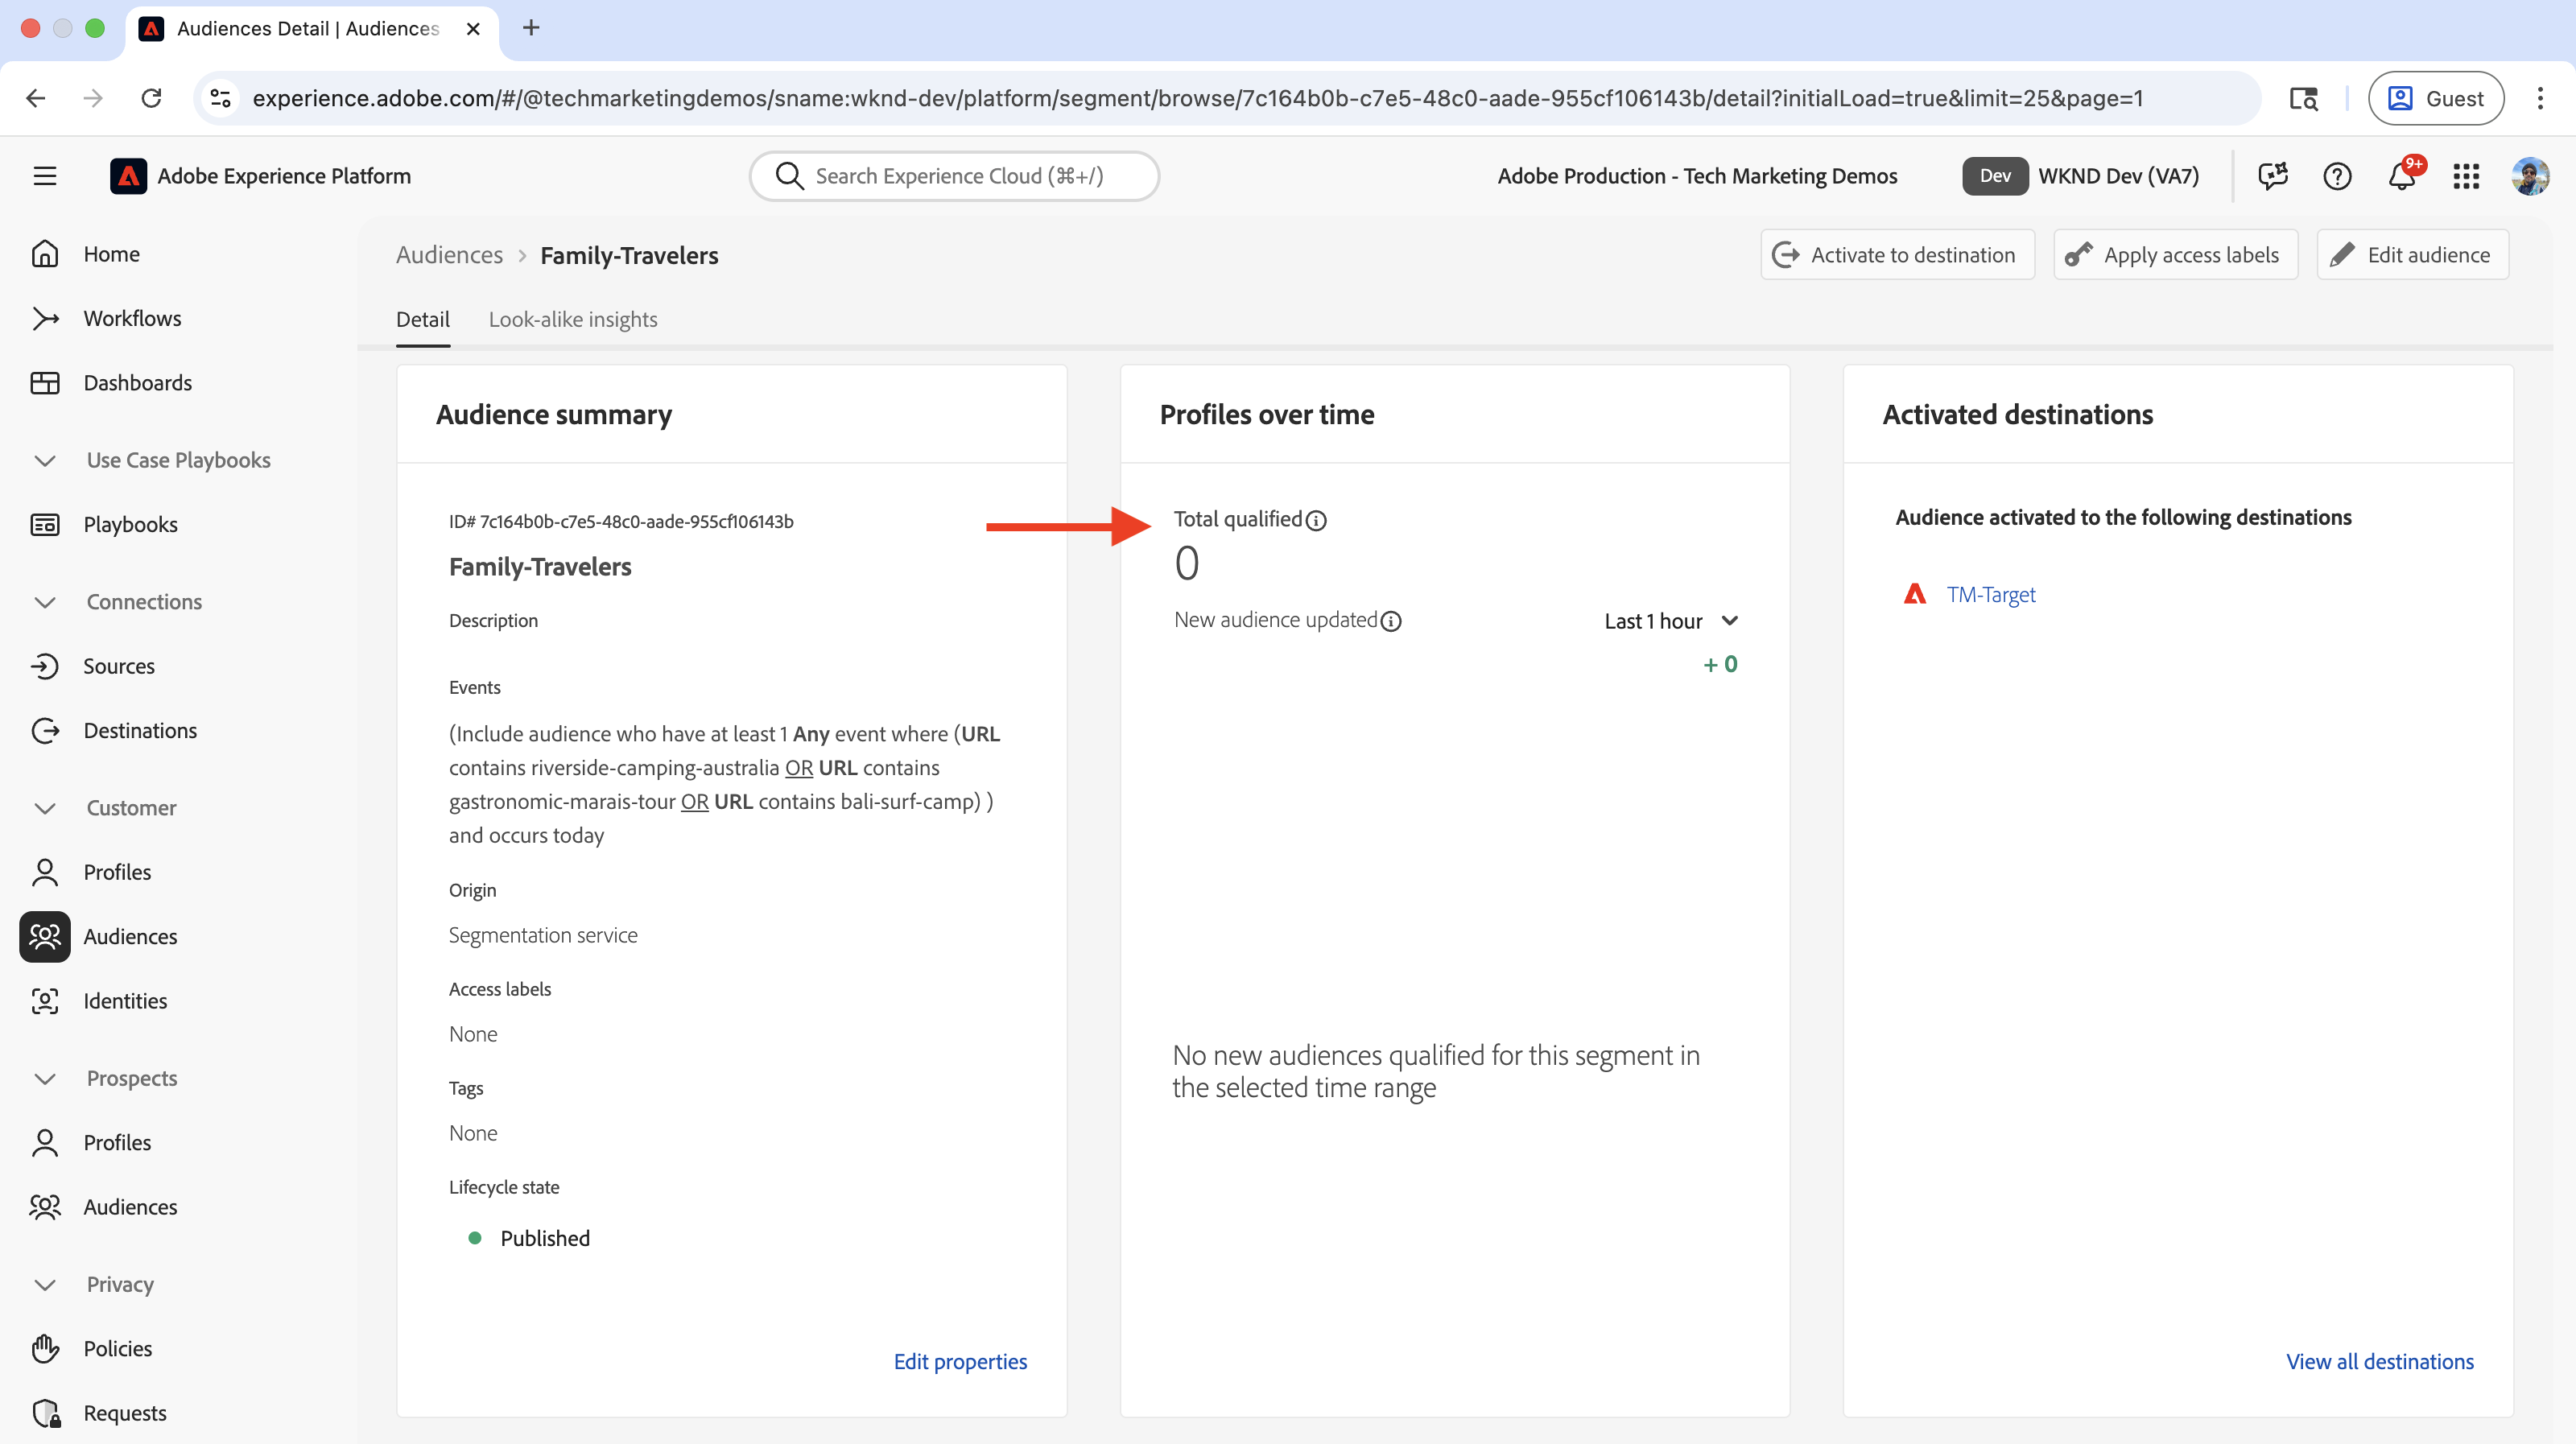 Audiences Detail | Audiences
experience.adobe.com/#/@techmarketingdemos/sname:wknd-dev/platform/segment/browse/7c164b0b-c7e5-48c0-aade-955cf106143b/detail?initialLoad=true&limit=25&page=1
Guest
Adobe Experience Platform
Search Experience Cloud (⌘+/)
Adobe Production - Tech Marketing Demos
Dev
WKND Dev (VA7)
9+
Home
Workflows
Dashboards
Use Case Playbooks
Playbooks
Connections
Sources
Destinations
Customer
Profiles
Audiences
Identities
Prospects
Profiles
Audiences
Privacy
Policies
Requests
Audiences > Family-Travelers
Activate to destination
Apply access labels
Edit audience
Detail
Look-alike insights
Audience summary
ID# 7c164b0b-c7e5-48c0-aade-955cf106143b
Family-Travelers
Description
Events
(Include audience who have at least 1 Any event where (URL
contains riverside-camping-australia OR URL contains
gastronomic-marais-tour OR URL contains bali-surf-camp) )
and occurs today
Origin
Segmentation service
Access labels
None
Tags
None
Lifecycle state
Published
Edit properties
Profiles over time
Total qualified
0
New audience updated
Last 1 hour
+ 0
No new audiences qualified for this segment in
the selected time range
Activated destinations
Audience activated to the following destinations
TM-Target
View all destinations